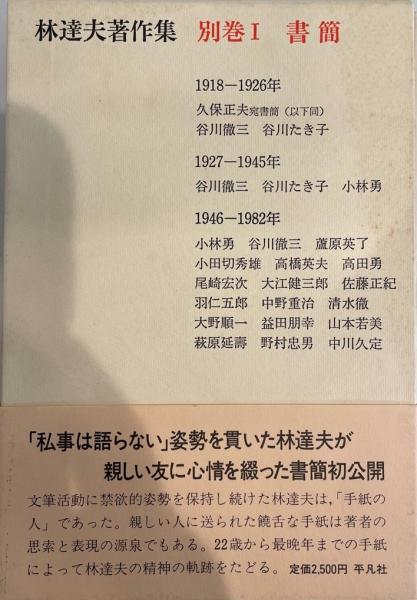 林達夫著作集 別巻I 書簡
1918−1926年
久保正夫宛書簡（以下同）
谷川徹三 谷川たき子
1927−1945年
谷川徹三 谷川たき子 小林勇
1946−1982年
小林勇 谷川徹三 蘆原英了
小田切秀雄 高橋英夫 高田勇
尾崎宏次 大江健三郎 佐藤正紀
羽仁五郎 中野重治 清水徹
大野順一 益田朋幸 山本若美
萩原延壽 野村忠男 中川久定
「私事は語らない」姿勢を貫いた林達夫が
親しい友に心情を綴った書簡初公開
文筆活動に禁欲的姿勢を保持し続けた林達夫は，「手紙の
人」であった。親しい人に送られた饒舌な手紙は著者の
思索と表現の源泉でもある。22歳から最晩年までの手紙
によって林達夫の精神の軌跡をたどる。 定価2,500円 平凡社